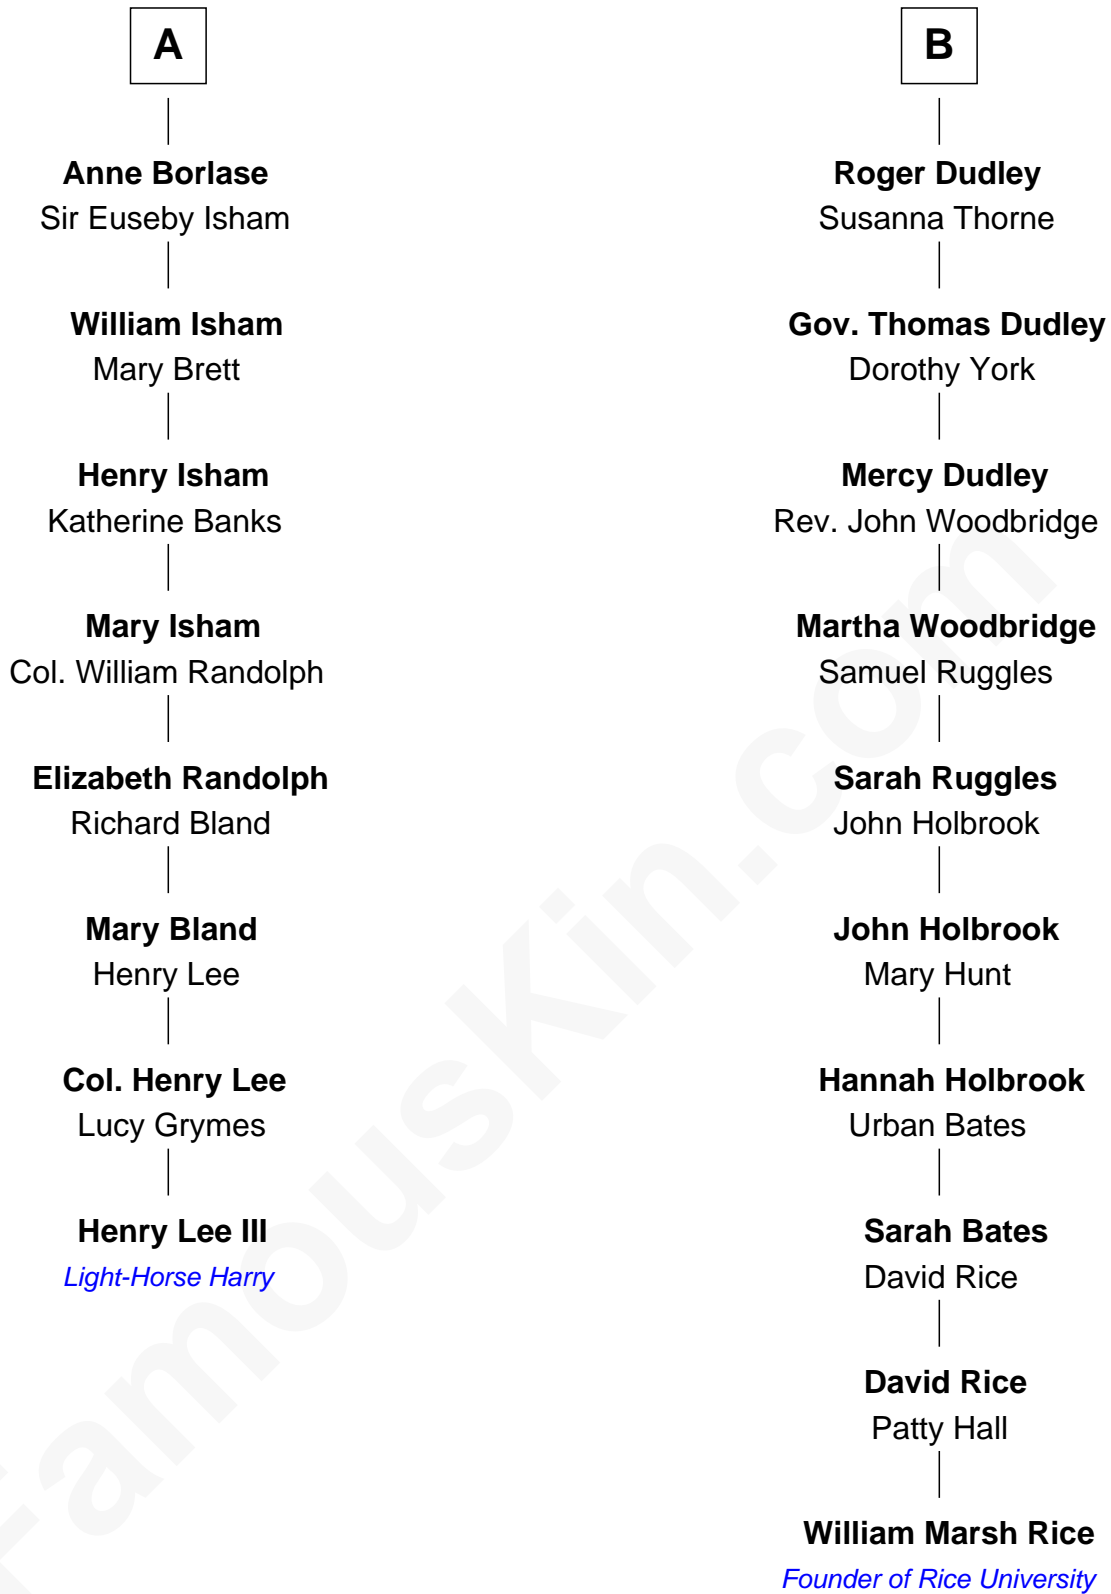 A
Anne Borlase
Sir Euseby Isham
William Isham
Mary Brett
Henry Isham
Katherine Banks
Mary Isham
Col. William Randolph
Elizabeth Randolph
Richard Bland
Mary Bland
Henry Lee
Col. Henry Lee
Lucy Grymes
Henry Lee III
Light-Horse Harry
B
Roger Dudley
Susanna Thorne
Gov. Thomas Dudley
Dorothy York
Mercy Dudley
Rev. John Woodbridge
Martha Woodbridge
Samuel Ruggles
Sarah Ruggles
John Holbrook
John Holbrook
Mary Hunt
Hannah Holbrook
Urban Bates
Sarah Bates
David Rice
David Rice
Patty Hall
William Marsh Rice
Founder of Rice University
FamousKin.com